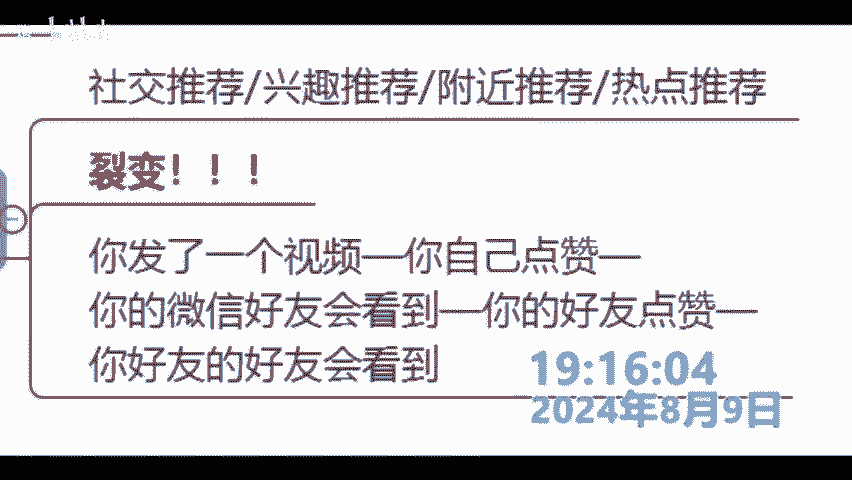 社交推荐/兴趣推荐/附近推荐/热点推荐
裂变！！！
你发了一个视频—你自己点赞—
你的微信好友会看到—你的好友点赞—
你好友的好友会看到
19:16:04
2024年8月9日